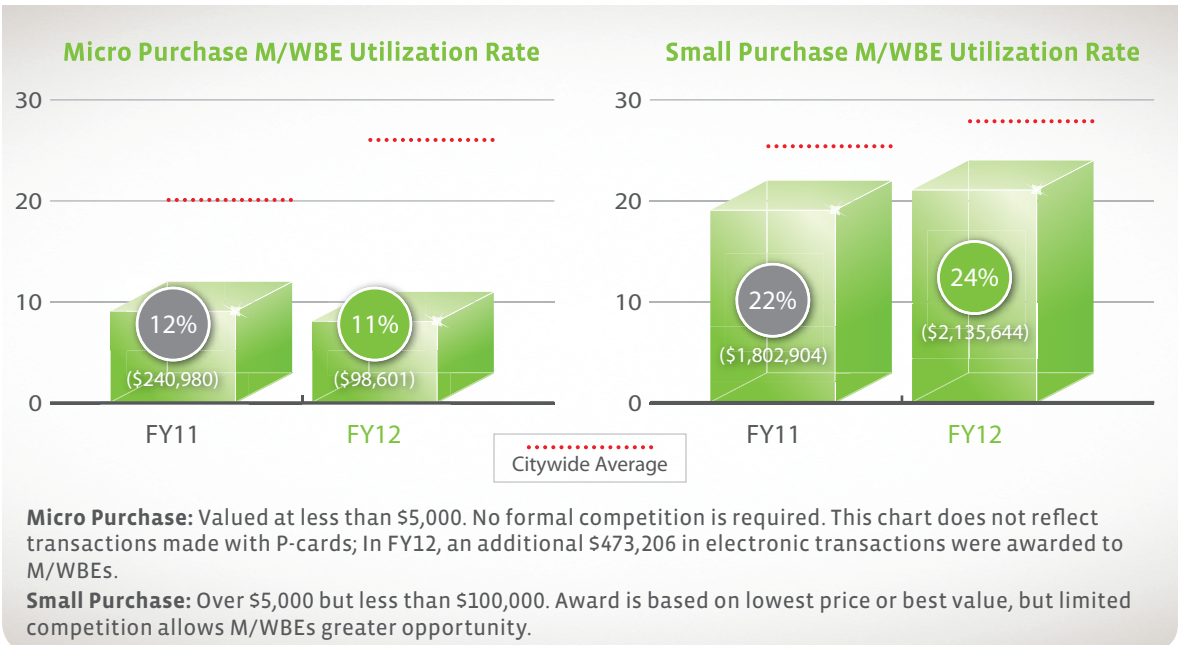 Micro Purchase M/WBE Utilization Rate
30
20
10
0
12%
($240,980)
11%
($98,601)
FY11
FY12
Small Purchase M/WBE Utilization Rate
30
20
10
0
22%
($1,802,904)
24%
($2,135,644)
FY11
FY12
Citywide Average
Micro Purchase: Valued at less than $5,000. No formal competition is required. This chart does not reflect
transactions made with P-cards; In FY12, an additional $473,206 in electronic transactions were awarded to
M/WBEs.
Small Purchase: Over $5,000 but less than $100,000. Award is based on lowest price or best value, but limited
competition allows M/WBEs greater opportunity.